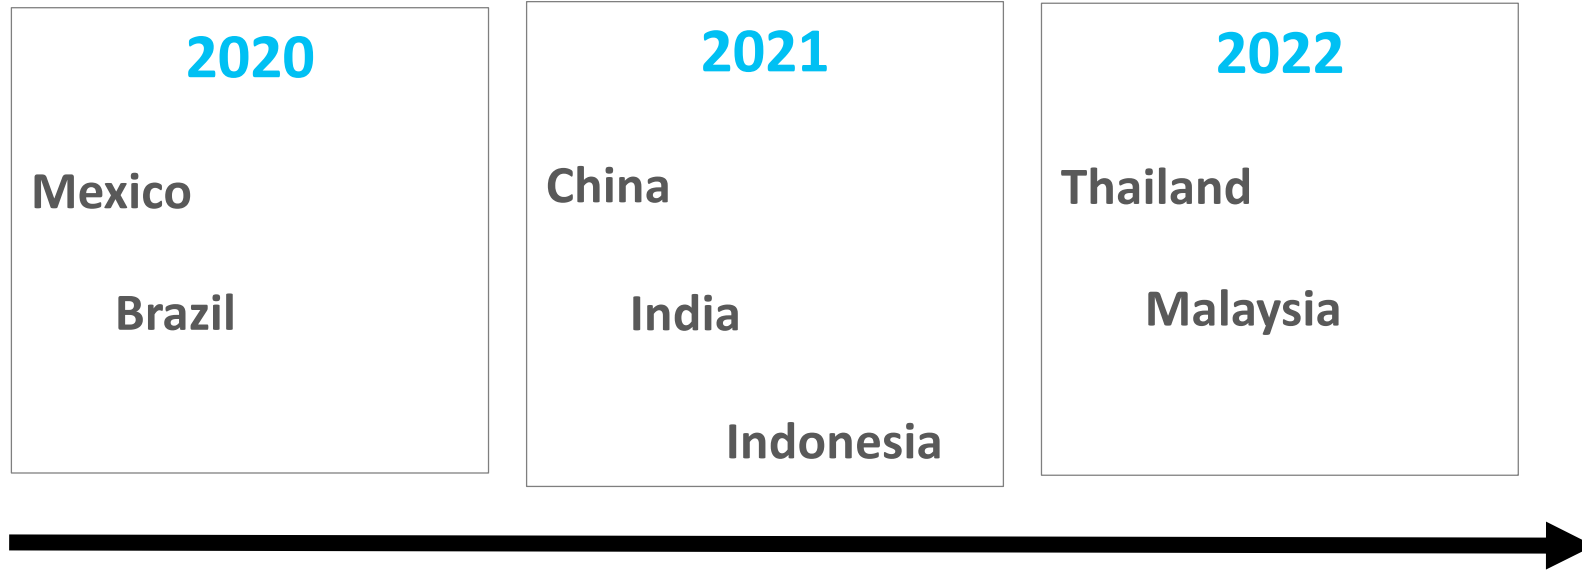 2020
Mexico
Brazil
2021
China
India
Indonesia
2022
Thailand
Malaysia